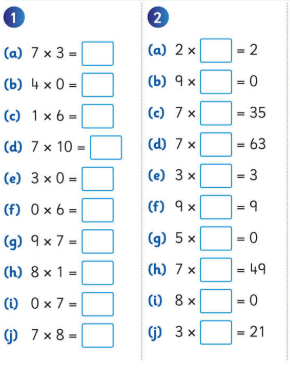 1
(a) 7 × 3 =
(b) 4 × 0 =
(c) 1 × 6 =
(d) 7 × 10 =
(e) 3 × 0 =
(f) 0 × 6 =
(g) 9 × 7 =
(h) 8 × 1 =
(i) 0 × 7 =
(j) 7 × 8 =
2
(a) 2 × = 2
(b) 9 × = 0
(c) 7 × = 35
(d) 7 × = 63
(e) 3 × = 3
(f) 9 × = 9
(g) 5 × = 0
(h) 7 × = 49
(i) 8 × = 0
(j) 3 × = 21